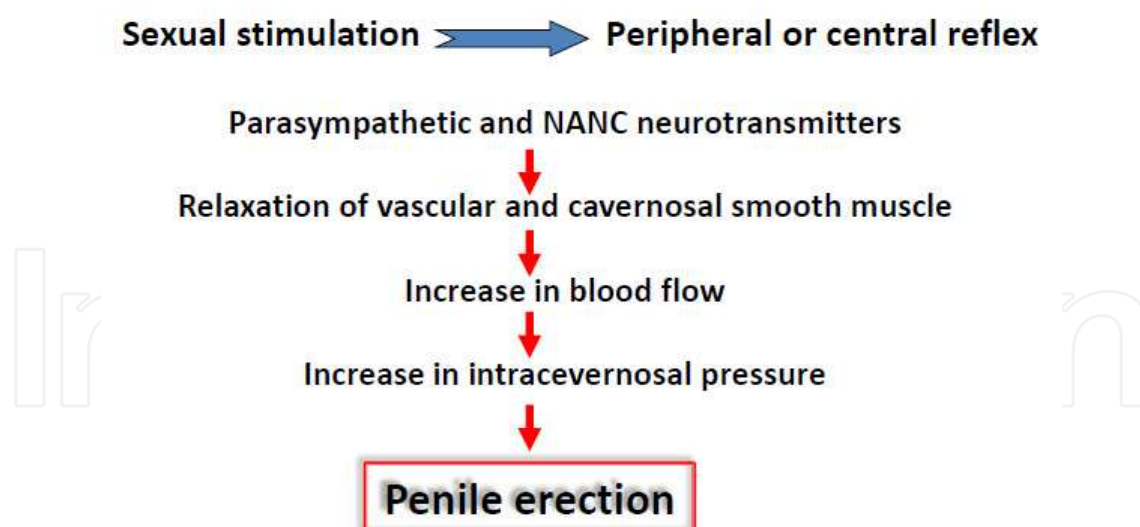 Sexual stimulation Peripheral or central reflex
Parasympathetic and NANC neurotransmitters
Relaxation of vascular and cavernosal smooth muscle
Increase in blood flow
Increase in intracevernosal pressure
Penile erection